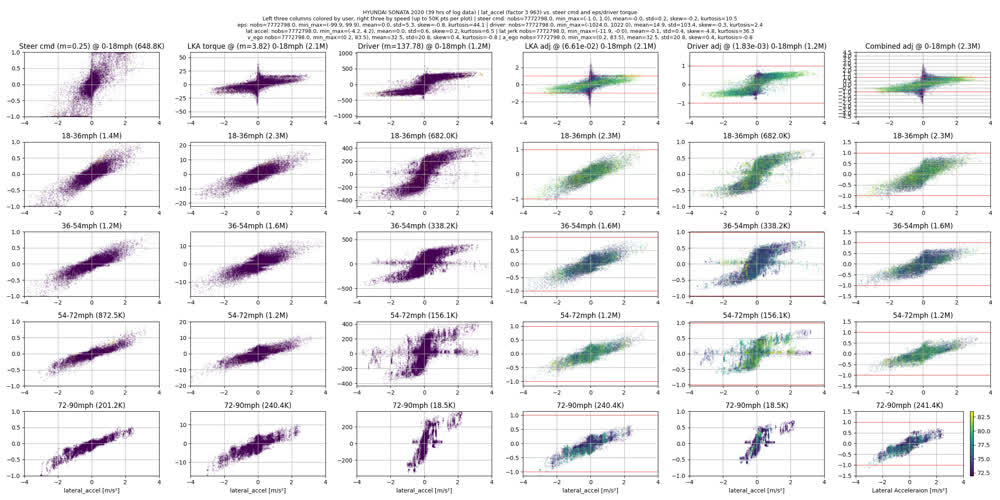 HYUNDAI SONATA 2020 (39 hrs of log data) | lat_accel (factor 3 963) vs. steer cmd and eps/driver torque
Left three columns colored by user, right three by speed (up to 50K pts per plot) | steer cmd: nobs=7772798.0, min_max=(-1.0, 1.0), mean=-0.0, std=0.2, skew=-0.2, kurtosis=10.5
eps: nobs=7772798.0, min_max=(-99.9, 99.9), mean=0.0, std=5.3, skew=-0.8, kurtosis=44.1 | driver: nobs=7772798.0, min_max=(-1024.0, 1022.0), mean=14.9, std=103.4, skew=-0.3, kurtosis=2.4
lat accel: nobs=7772798.0, min_max=(-4.2, 4.2), mean=0.0, std=0.6, skew=0.2, kurtosis=6.5 | lat jerk nobs=7772798.0, min_max=(-11.9, -0.0), mean=-0.1, std=0.4, skew=-4.8, kurtosis=36.3
v_ego nobs=7772798.0, min_max=(0.2, 83.5), mean=32.5, std=20.8, skew=0.4, kurtosis=-0.8 | a_ego nobs=7772798.0, min_max=(0.2, 83.5), mean=32.5, std=20.8, skew=0.4, kurtosis=-0.8
Steer cmd (m=0.25) @ 0-18mph (648.8K) LKA torque @ (m=3.82) 0-18mph (2.1M) Driver (m=137.78) @ 0-18mph (1.2M) LKA adj @ (6.61e-02) 0-18mph (2.1M) Driver adj @ (1.83e-03) 0-18mph (1.2M) Combined adj @ 0-18mph (2.3M)
18-36mph (1.4M) 18-36mph (2.3M) 18-36mph (682.0K) 18-36mph (2.3M) 18-36mph (682.0K) 18-36mph (2.3M)
36-54mph (1.2M) 36-54mph (1.6M) 36-54mph (338.2K) 36-54mph (1.6M) 36-54mph (338.2K) 36-54mph (1.6M)
54-72mph (872.5K) 54-72mph (1.2M) 54-72mph (156.1K) 54-72mph (1.2M) 54-72mph (156.1K) 54-72mph (1.2M)
72-90mph (201.2K) 72-90mph (240.4K) 72-90mph (18.5K) 72-90mph (240.4K) 72-90mph (18.5K) 72-90mph (241.4K)
82.5
80.0
77.5
75.0
72.5
lateral_accel [m/s²] lateral_accel [m/s²] lateral_accel [m/s²] lateral_accel [m/s²] lateral_accel [m/s²] Lateral Acceleraion [m/s²]